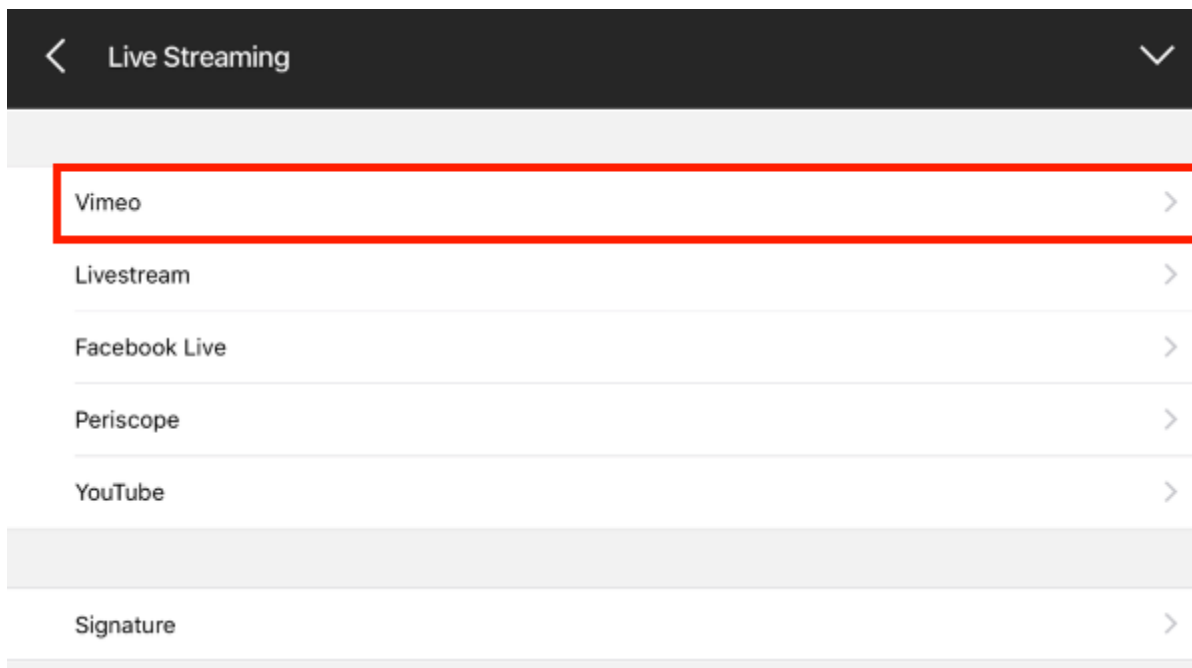 Live Streaming
Vimeo
Livestream
Facebook Live
Periscope
YouTube
Signature